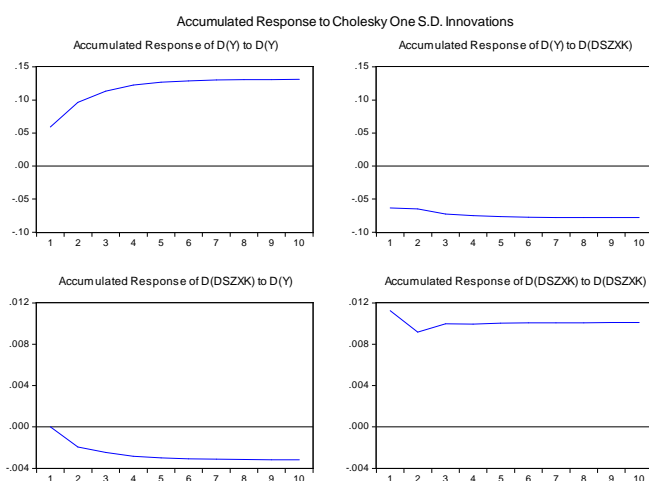 Accumulated Response to Cholesky One S.D. Innovations
Accumulated Response of D(Y) to D(Y)
.15
.10
.05
.00
-.05
-.10
1 2 3 4 5 6 7 8 9 10
Accumulated Response of D(Y) to D(DSZXK)
.15
.10
.05
.00
-.05
-.10
1 2 3 4 5 6 7 8 9 10
Accumulated Response of D(DSZXK) to D(Y)
.012
.008
.004
.000
-.004
1 2 3 4 5 6 7 8 9 10
Accumulated Response of D(DSZXK) to D(DSZXK)
.012
.008
.004
.000
-.004
1 2 3 4 5 6 7 8 9 10